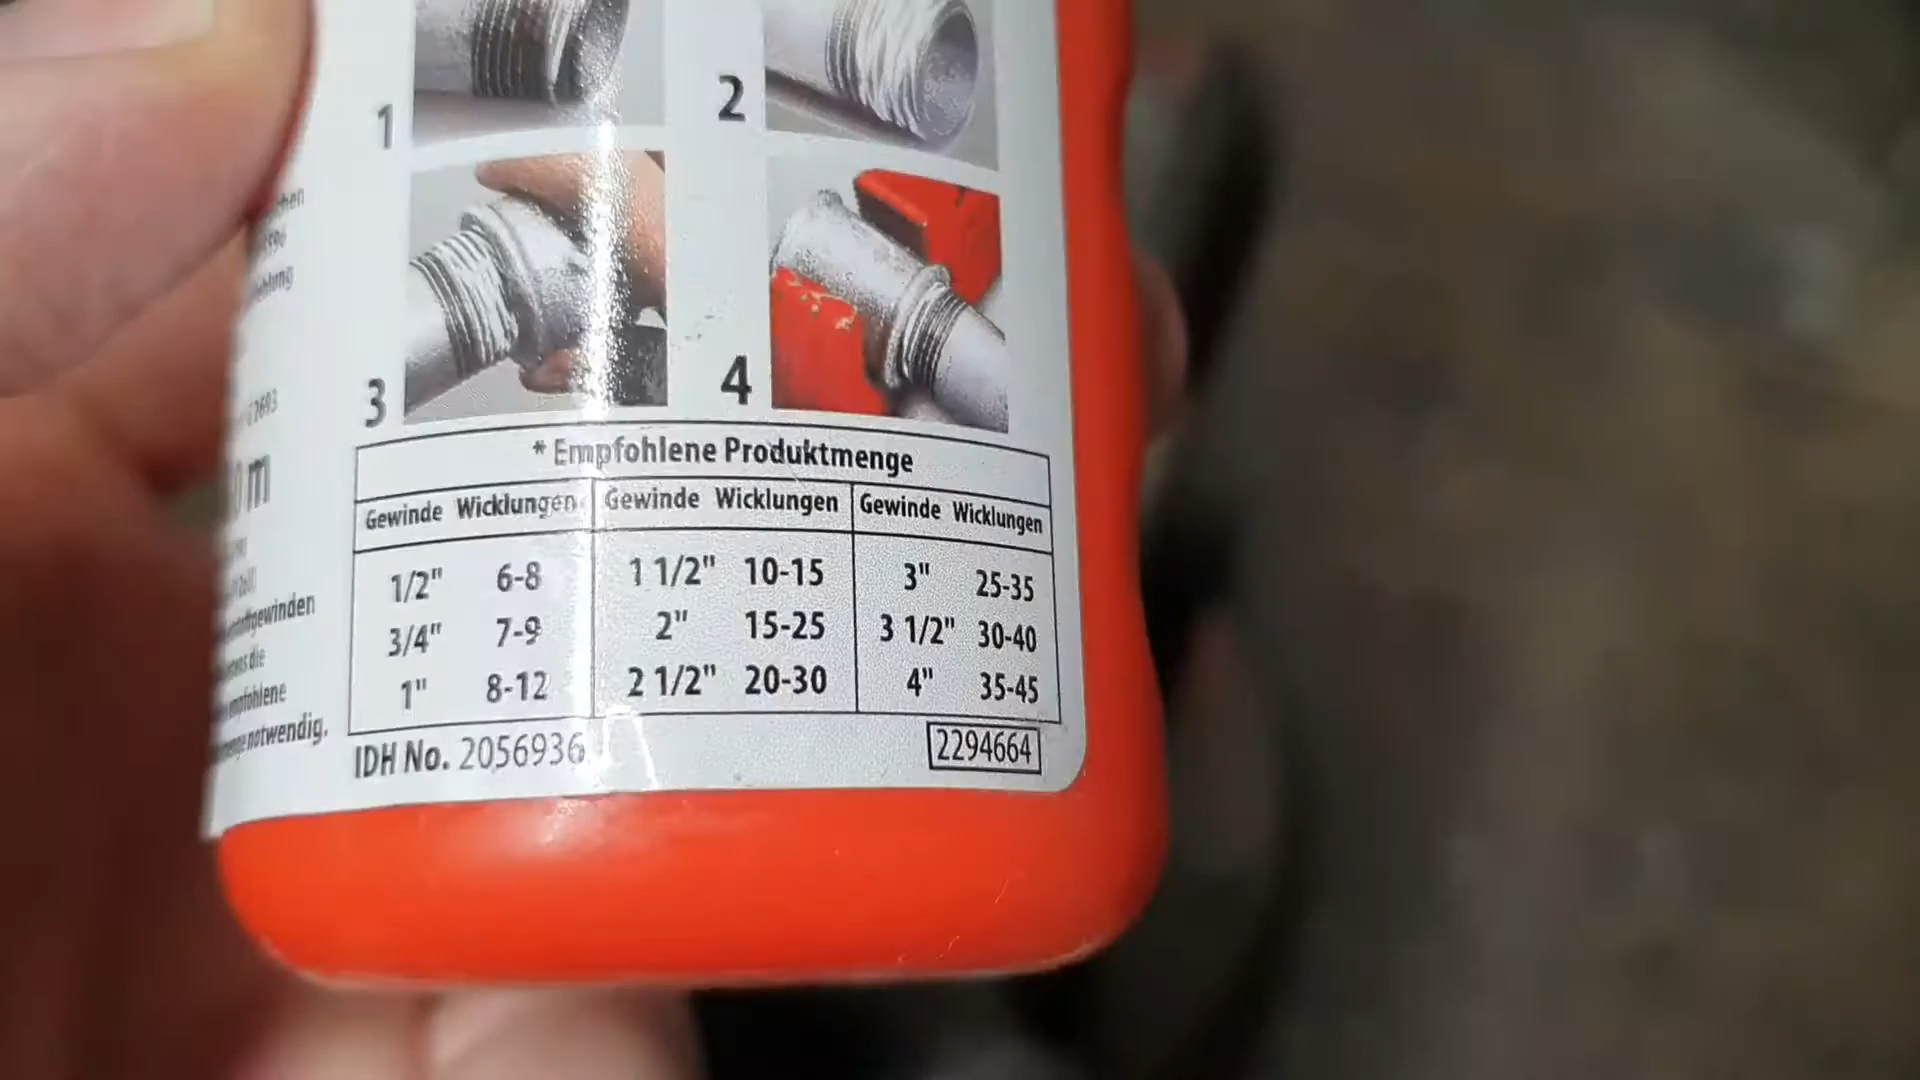 1
2
3
4
2693
0 m
notwendig.
* Empfohlene Produktmenge
Gewinde Wicklungen Gewinde Wicklungen Gewinde Wicklungen
1/2" 6-8 1 1/2" 10-15 3" 25-35
3/4" 7-9 2" 15-25 3 1/2" 30-40
1" 8-12 2 1/2" 20-30 4" 35-45
IDH No. 2056936 2294664